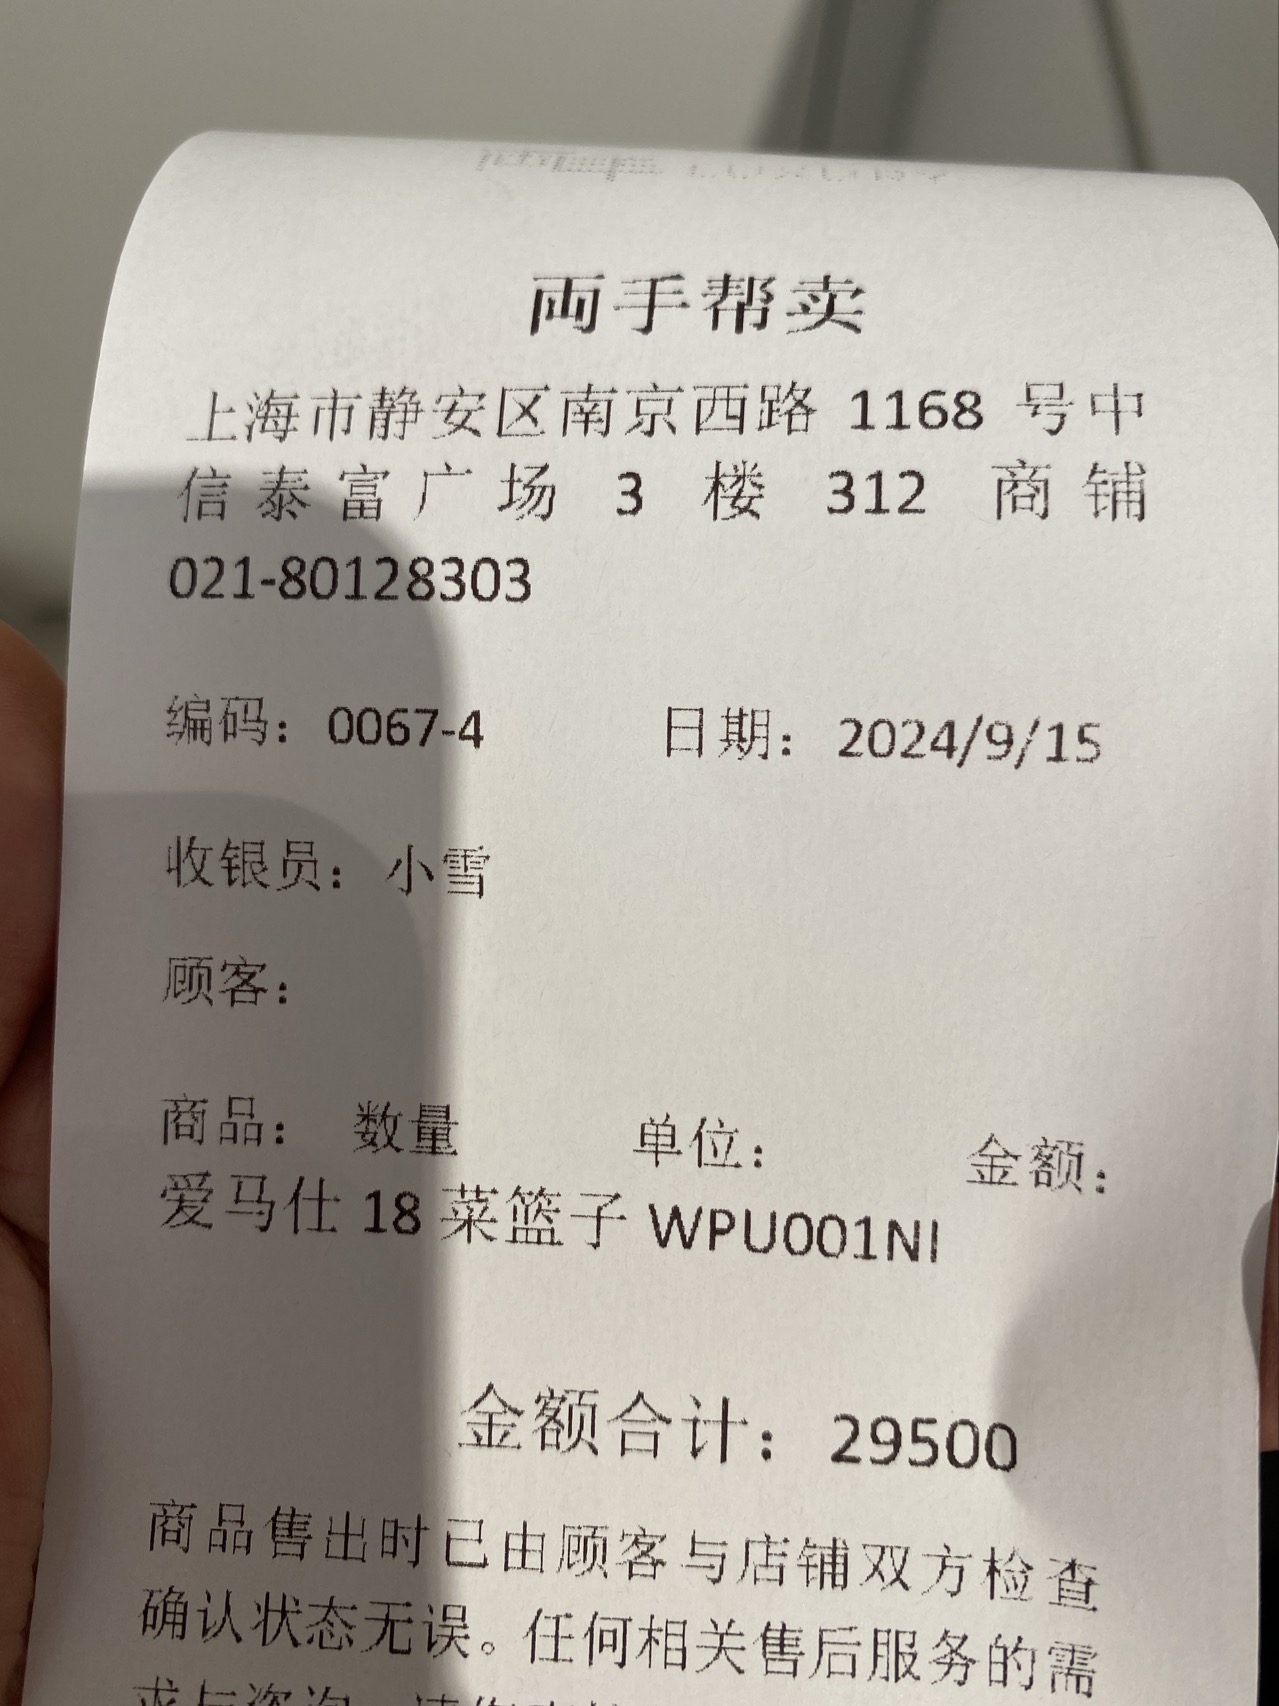 両手帮卖
上海市静安区南京西路 1168 号中
信泰富广场 3 楼 312 商铺
021-80128303
编码：0067-4 日期：2024/9/15
收银员：小雪
顾客：
商品： 数量 单位： 金额：
爱马仕 18 菜篮子 WPU001NI
金额合计：29500
商品售出时已由顾客与店铺双方检查
确认状态无误。任何相关售后服务的需
求与咨询